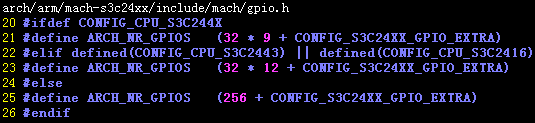 arch/arm/mach-s3c24xx/include/mach/gpio.h
20 #ifdef CONFIG_CPU_S3C244X
21 #define ARCH_NR_GPIOS   (32 * 9 + CONFIG_S3C24XX_GPIO_EXTRA)
22 #elif defined(CONFIG_CPU_S3C2443) || defined(CONFIG_CPU_S3C2416)
23 #define ARCH_NR_GPIOS   (32 * 12 + CONFIG_S3C24XX_GPIO_EXTRA)
24 #else
25 #define ARCH_NR_GPIOS   (256 + CONFIG_S3C24XX_GPIO_EXTRA)
26 #endif